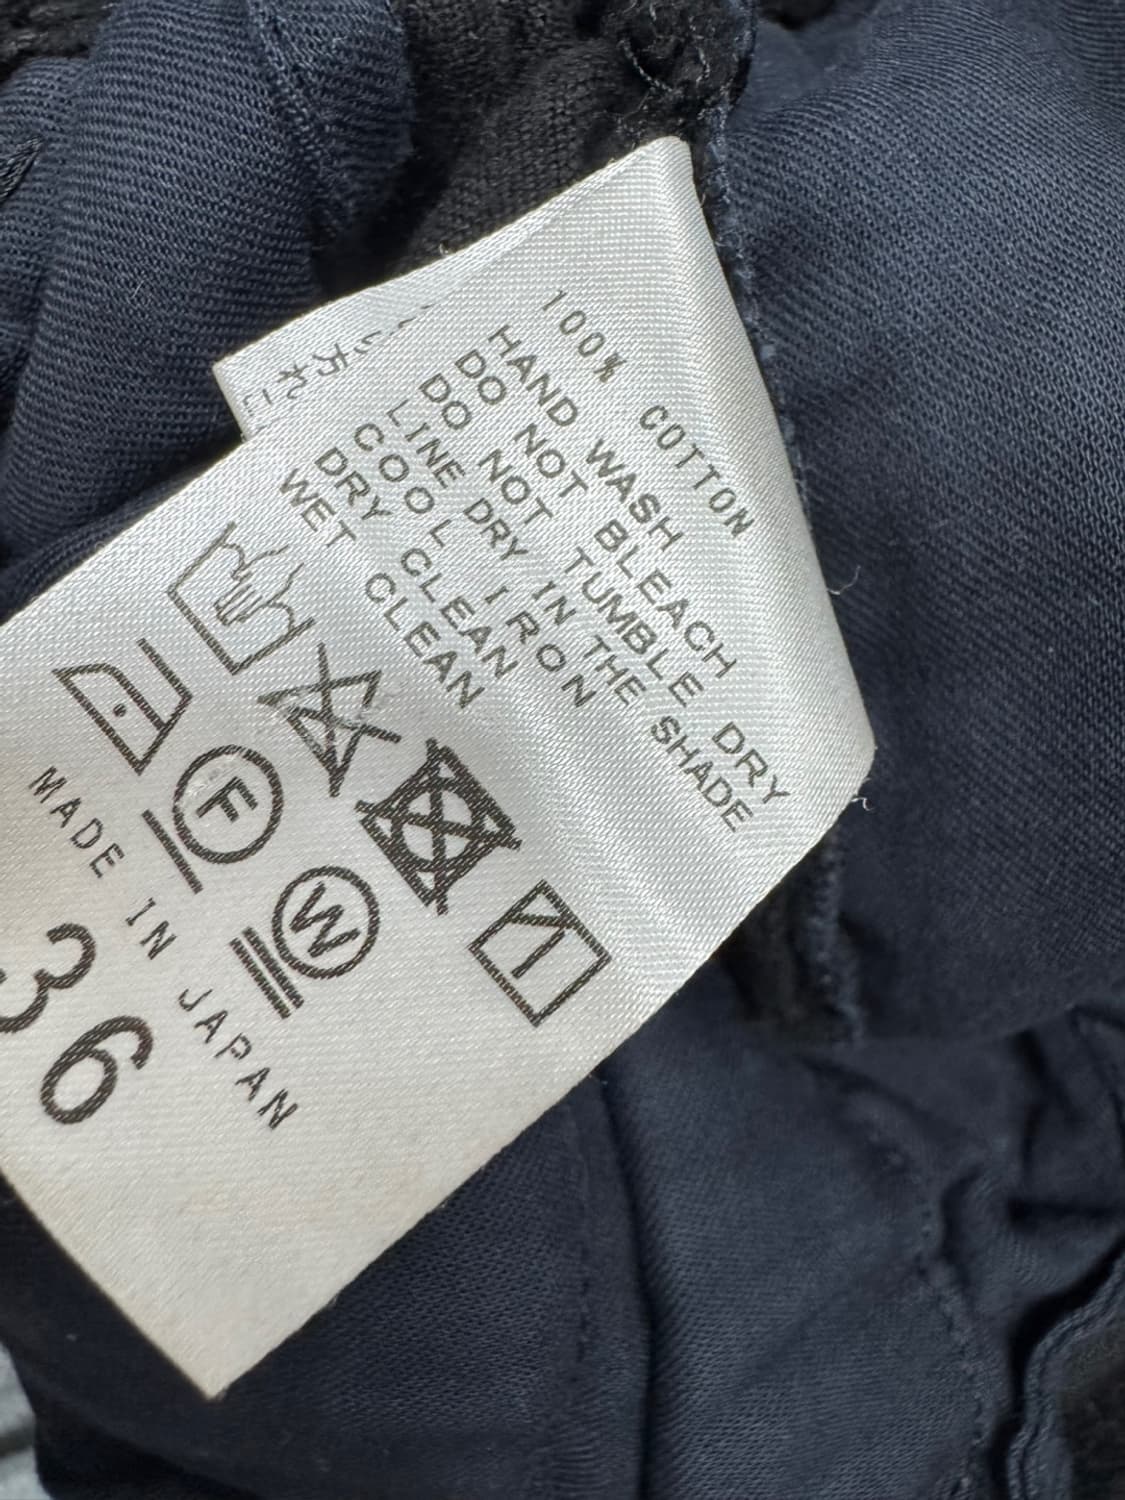 100% COTTON
HAND WASH
DO NOT BLEACH
DO NOT TUMBLE DRY
LINE DRY IN THE SHADE
COOL IRON
DRY CLEAN
WET CLEAN
F
W
MADE IN JAPAN
36